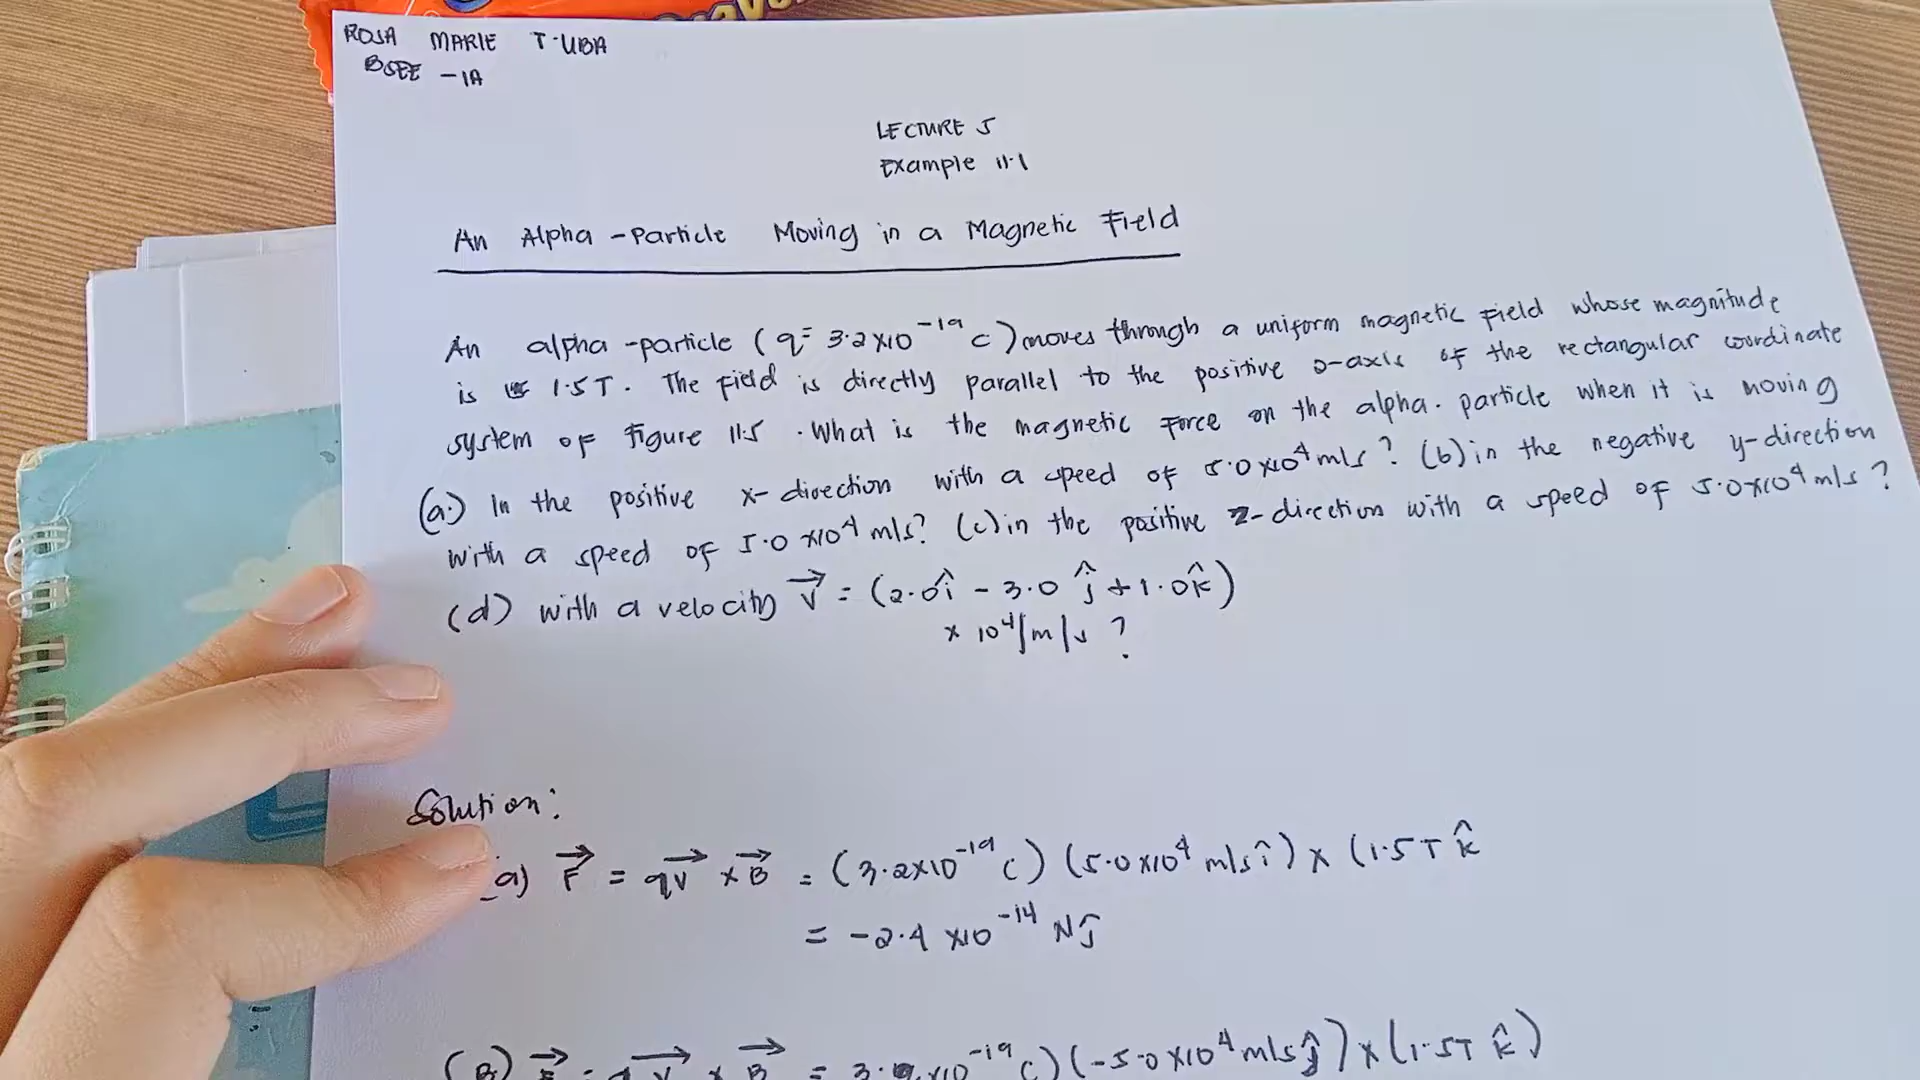 ROSA MARIE T. UBA
BSEE -1A
LECTURE 5
Example 11.1
An Alpha-Particle Moving in a Magnetic Field
An alpha-particle (q= 3.2x10^-19 C) moves through a uniform magnetic field whose magnitude
is 1.5T. The field is directly parallel to the positive z-axis of the rectangular coordinate
system of Figure 11.5. What is the magnetic Force on the alpha-particle when it is moving
(a.) In the positive x-direction with a speed of 5.0x10^4 m/s? (b) in the negative y-direction
with a speed of 5.0 x10^4 m/s? (c) in the positive z-direction with a speed of 5.0x10^4 m/s?
(d) with a velocity v⃗ = (2.0î - 3.0 ĵ + 1.0k̂)
x 10^4/m/s ?
Solution:
a) F⃗ = qv⃗ x B⃗ = (3.2x10^-19 C) (5.0x10^4 m/s î) x (1.5T k̂
= -2.4 x10^-14 N ĵ
(B) = x B⃗ = x10^-19 C) (-5.0x10^4 m/s ĵ) x (1.5T k̂)